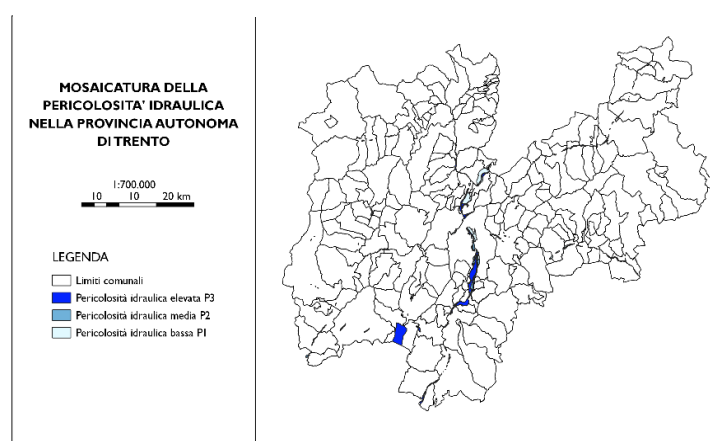 MOSAICATURA DELLA
PERICOLOSITA' IDRAULICA
NELLA PROVINCIA AUTONOMA
DI TRENTO
1:700.000
10 10 20 km
LEGENDA
Limiti comunali
Pericolosità idraulica elevata P3
Pericolosità idraulica media P2
Pericolosità idraulica bassa P1